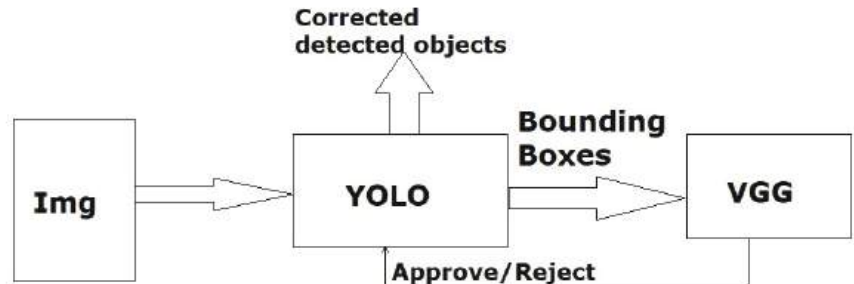 Corrected
detected objects
Bounding
Boxes
Img
YOLO
VGG
Approve/Reject